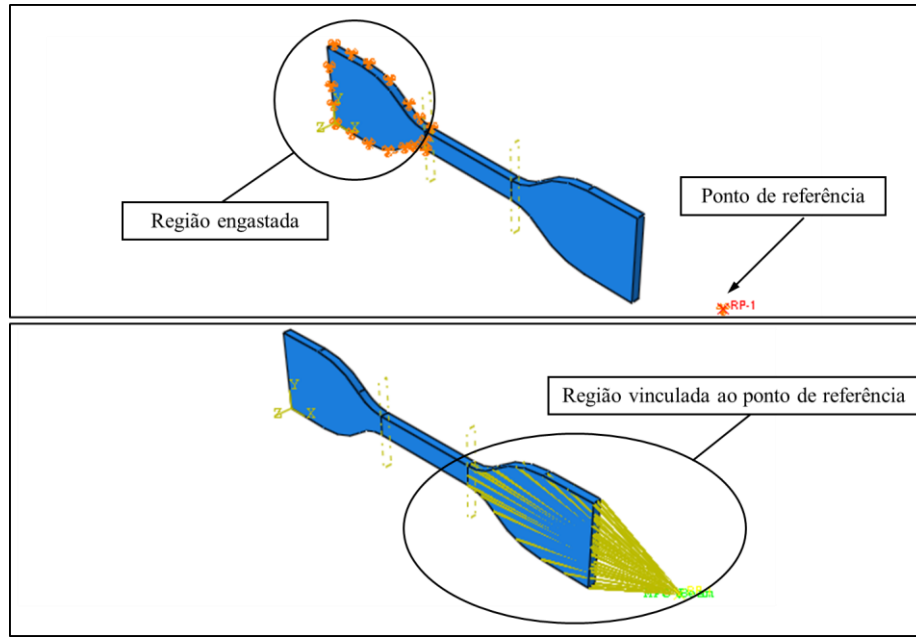 Y
Z
X
Região engastada
Ponto de referência
RP-1
Y
Z
X
Região vinculada ao ponto de referência